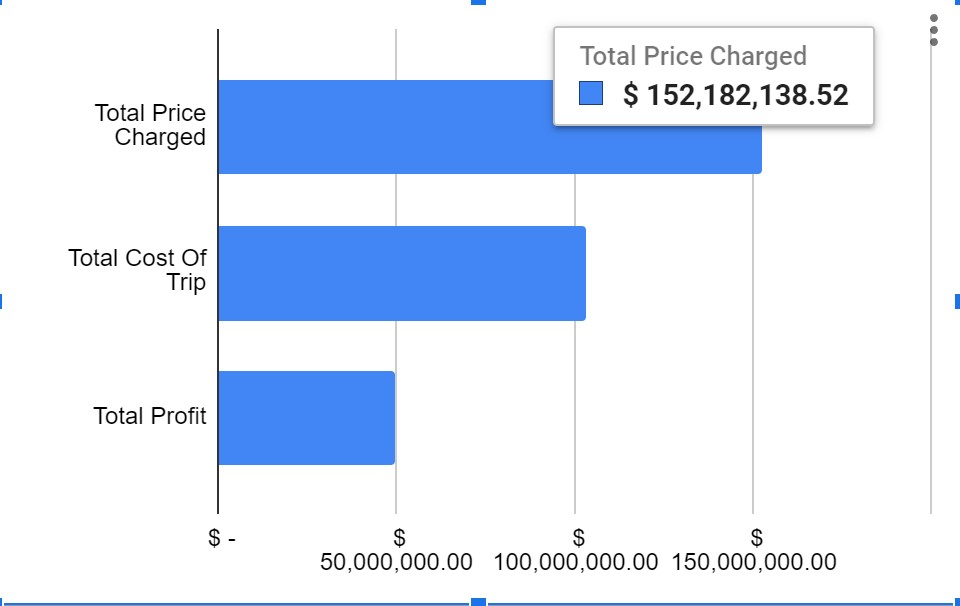 Total Price Charged
$ 152,182,138.52
Total Price
Charged
Total Cost Of
Trip
Total Profit
$ -
$
50,000,000.00
$
100,000,000.00
$
150,000,000.00